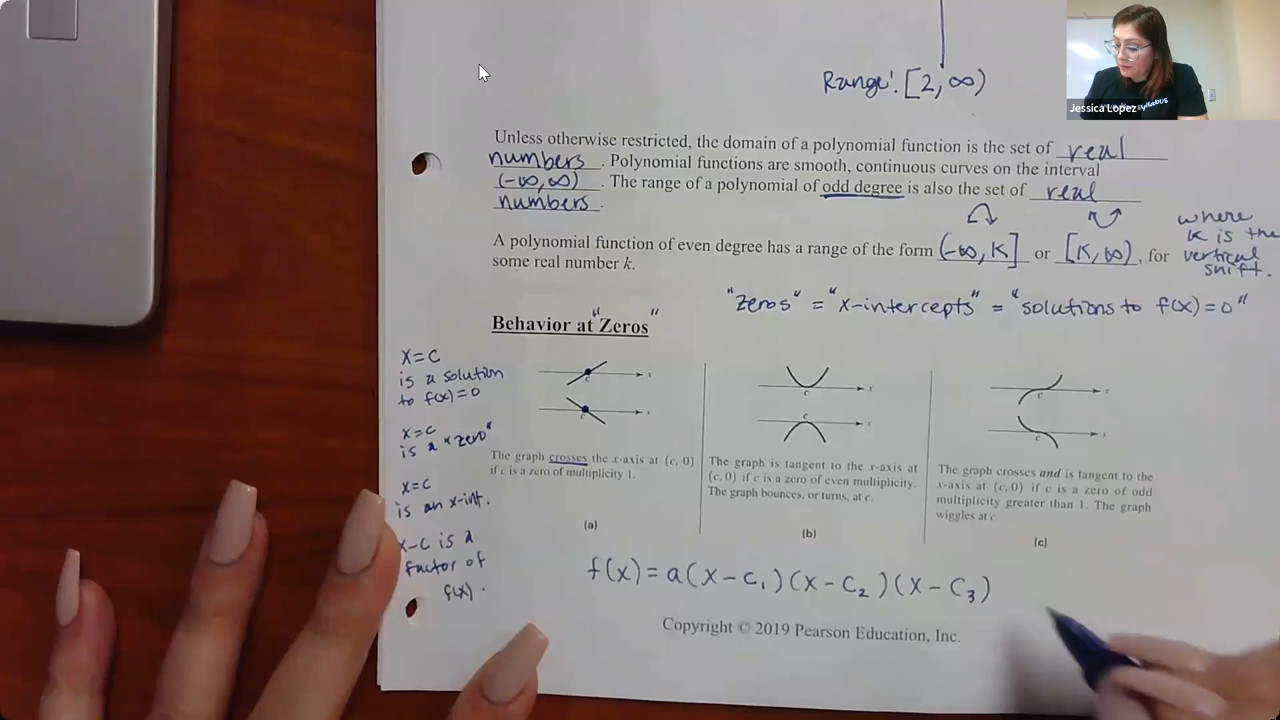 Range: [2, ∞)
Jessica Lopez
syllabus
Unless otherwise restricted, the domain of a polynomial function is the set of real
numbers. Polynomial functions are smooth, continuous curves on the interval
(-∞, ∞). The range of a polynomial of odd degree is also the set of real
numbers.
where
K is the
vertical
shift.
A polynomial function of even degree has a range of the form (-∞, K] or [K, ∞), for
some real number k.
"Zeros" = "x-intercepts" = "solutions to f(x)=0"
Behavior at "Zeros"
x=c
is a solution
to f(x)=0
x=c
is a "zero"
x=c
is an x-int.
x-c is a
factor of
f(x).
c x
c x
The graph crosses the x-axis at (c, 0)
if c is a zero of multiplicity 1.
(a)
c x
c x
The graph is tangent to the x-axis at
(c, 0) if c is a zero of even multiplicity.
The graph bounces, or turns, at c.
(b)
c x
c x
The graph crosses and is tangent to the
x-axis at (c, 0) if c is a zero of odd
multiplicity greater than 1. The graph
wiggles at c.
(c)
f(x) = a(x-c₁)(x-c₂)(x-c₃)
Copyright © 2019 Pearson Education, Inc.